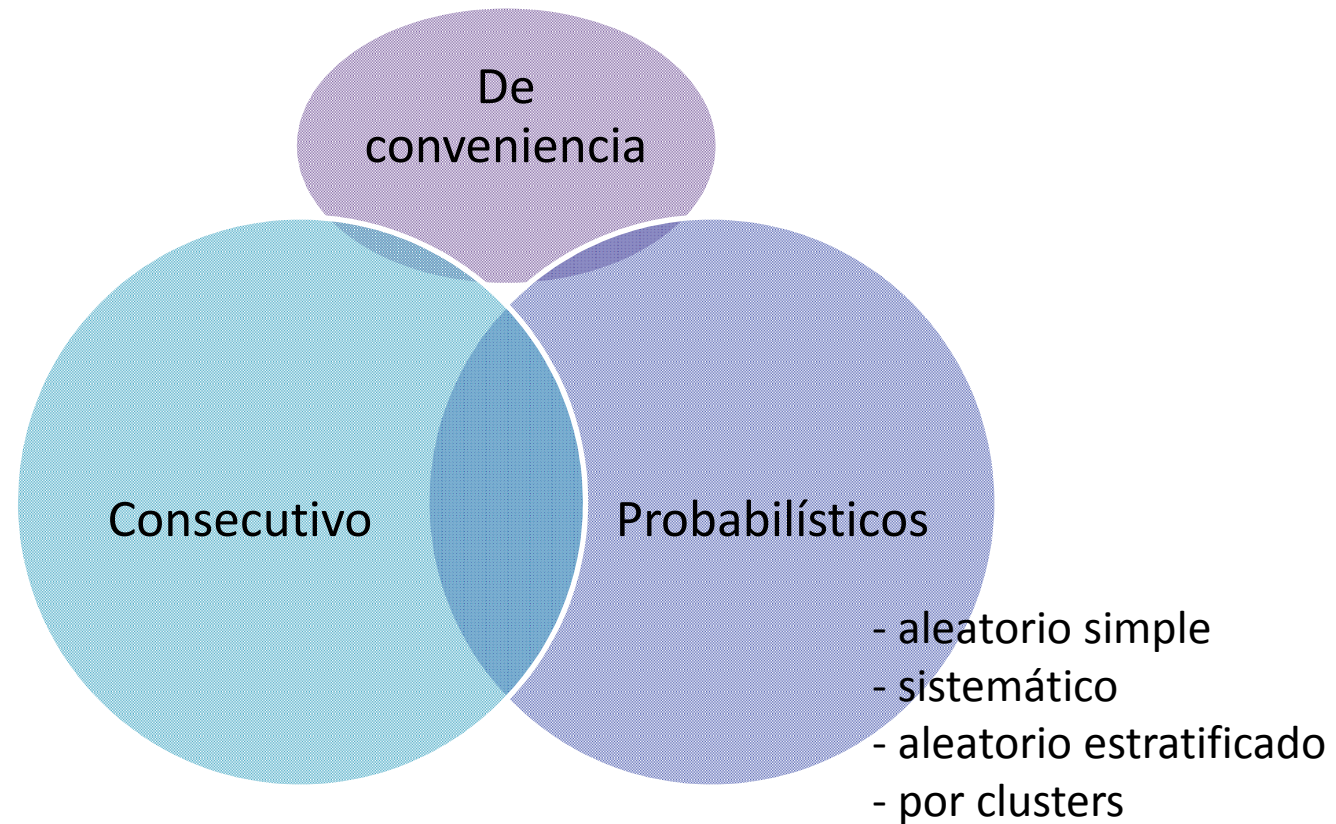 De
conveniencia
Consecutivo
Probabilísticos
- aleatorio simple
- sistemático
- aleatorio estratificado
- por clusters